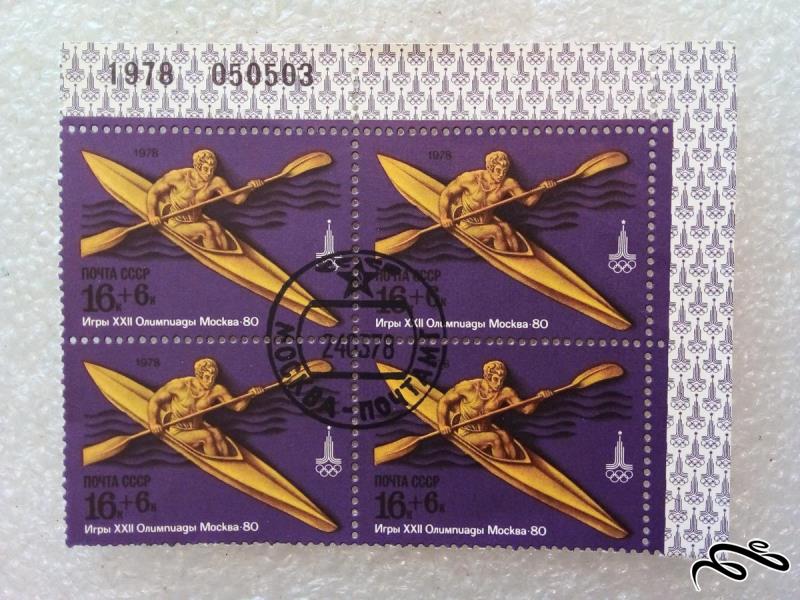 1978 050503
1978
ПОЧТА СССР
16к+6к
Игры XXII Олимпиады Москва·80
1978
ПОЧТА СССР
16к+6к
Игры XXII Олимпиады Москва·80
1978
ПОЧТА СССР
16к+6к
Игры XXII Олимпиады Москва·80
ПОЧТА СССР
16к+6к
Игры XXII Олимпиады Москва·80
МОСКВА-ПОЧТАМТ